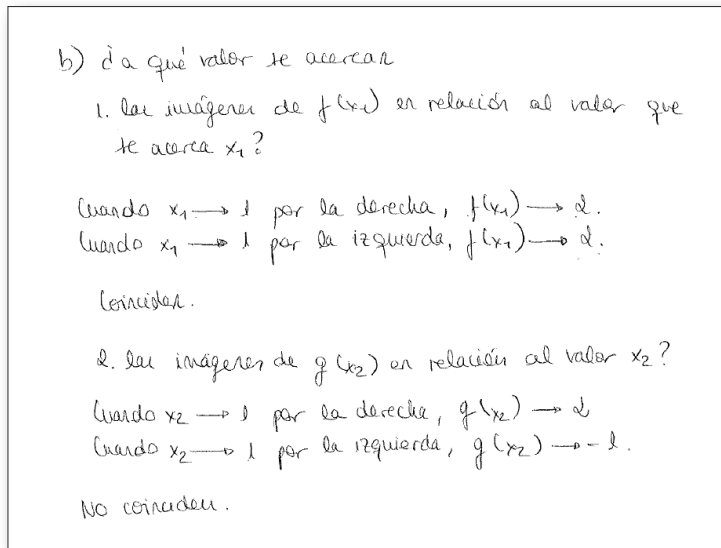 b) ¿a qué valor se acercan
1. las imágenes de f(x₁) en relación al valor que
se acerca x₁?
Cuando x₁ → 1 por la derecha, f(x₁) → 2.
Cuando x₁ → 1 por la izquierda, f(x₁) → 2.
Coinciden.
2. las imágenes de g(x₂) en relación al valor x₂?
Cuando x₂ → 1 por la derecha, g(x₂) → 2
Cuando x₂ → 1 por la izquierda, g(x₂) → -1.
No coinciden.